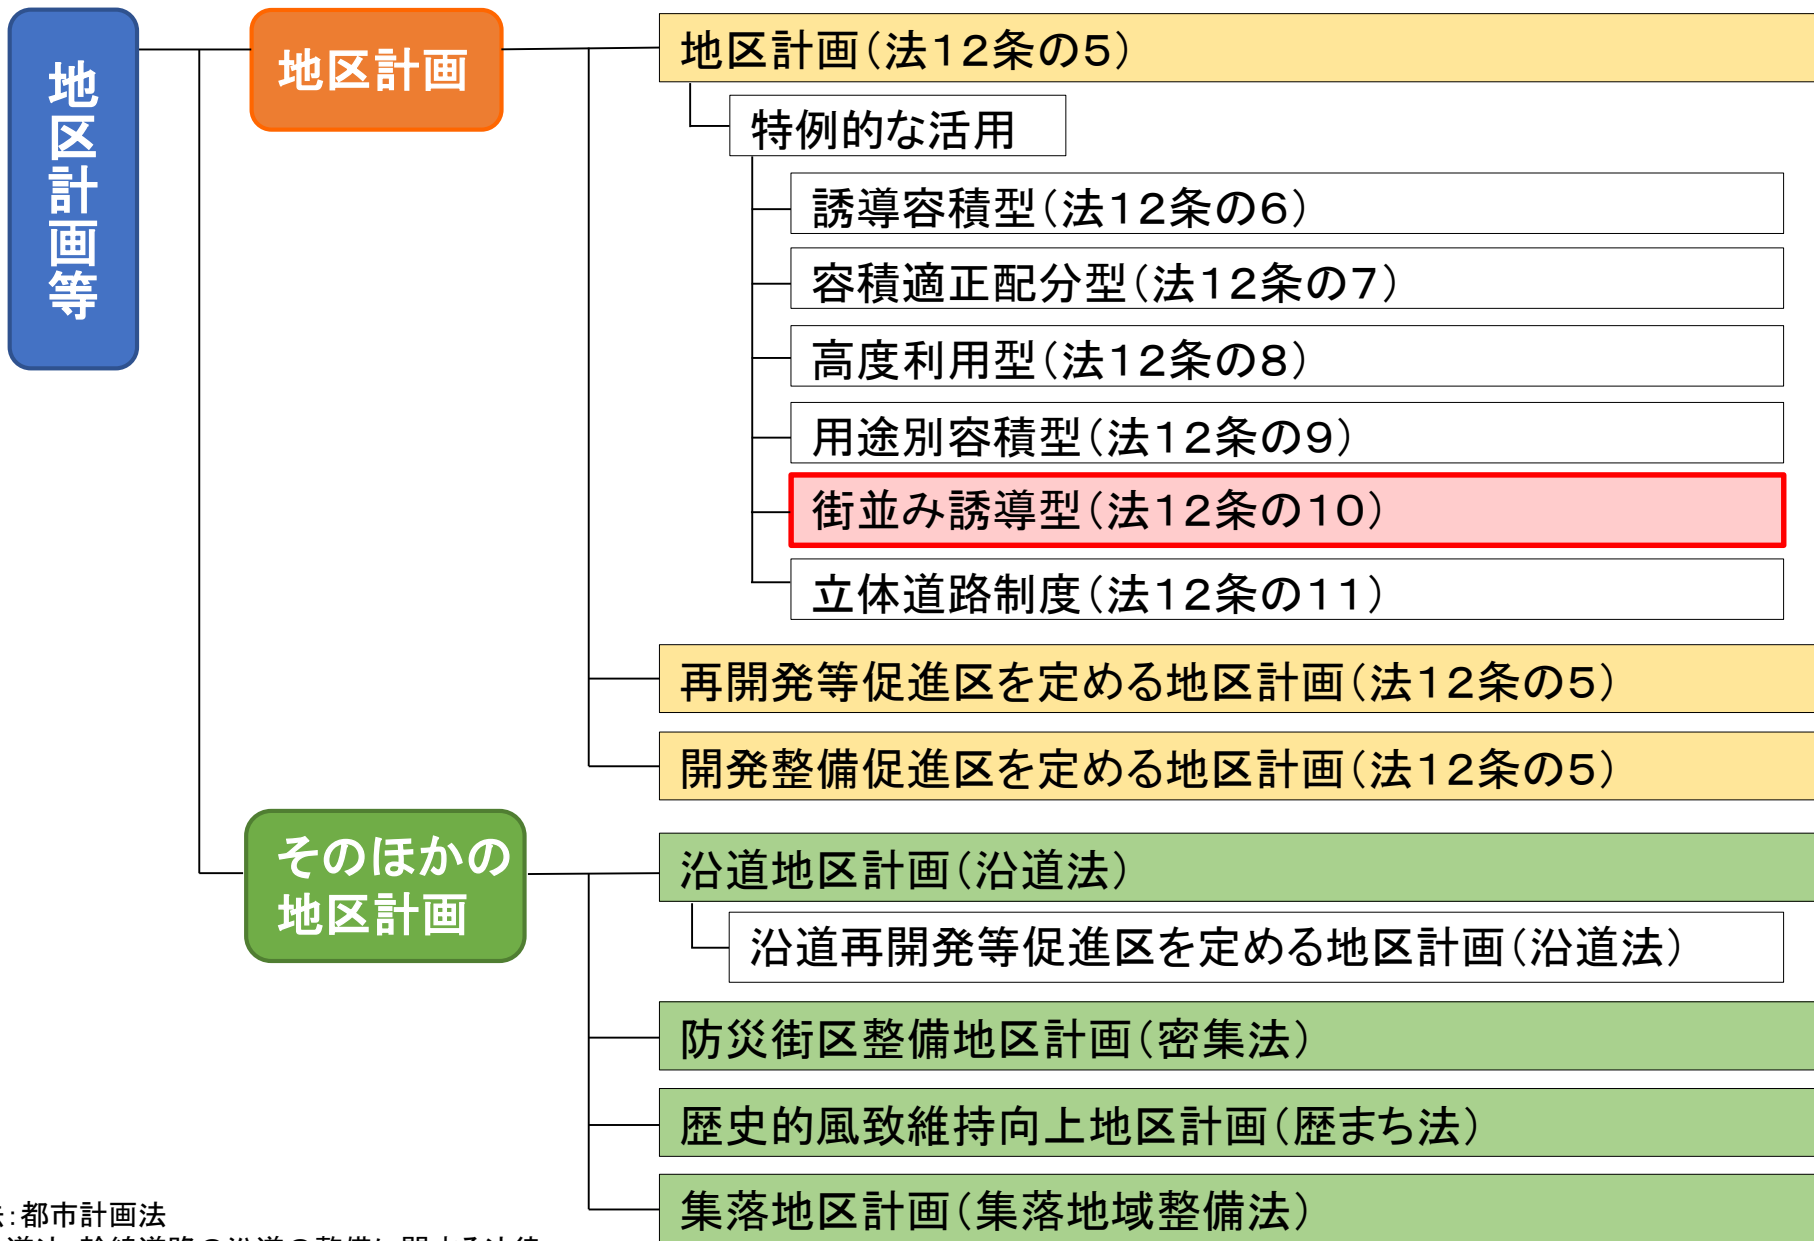 地区計画等
地区計画
地区計画(法12条の5)
特例的な活用
誘導容積型(法12条の6)
容積適正配分型(法12条の7)
高度利用型(法12条の8)
用途別容積型(法12条の9)
街並み誘導型(法12条の10)
立体道路制度(法12条の11)
再開発等促進区を定める地区計画(法12条の5)
開発整備促進区を定める地区計画(法12条の5)
そのほかの
地区計画
沿道地区計画(沿道法)
沿道再開発等促進区を定める地区計画(沿道法)
防災街区整備地区計画(密集法)
歴史的風致維持向上地区計画(歴まち法)
集落地区計画(集落地域整備法)
法:都市計画法